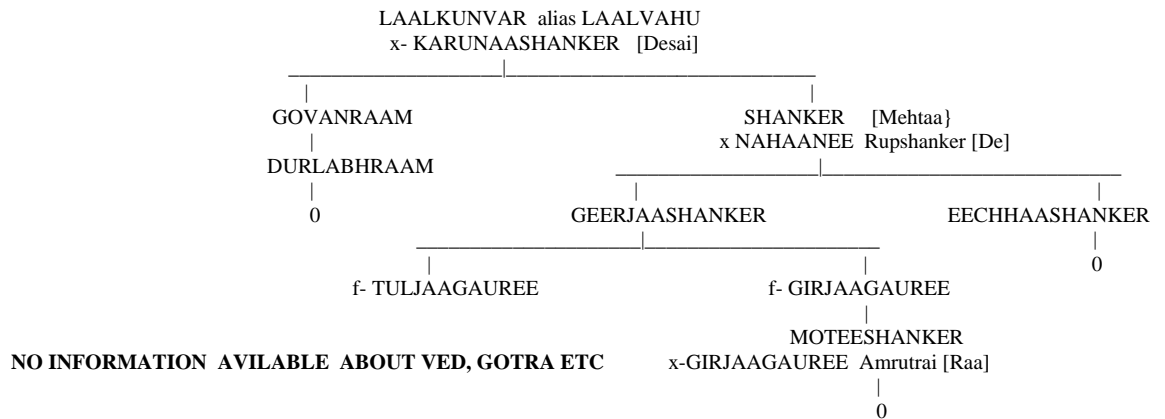 LAALKUNVAR alias LAALVAHU
x- KARUNAASHANKER [Desai]
GOVANRAAM SHANKER [Mehtaa}
x NAHAANEE Rupshanker [De]
DURLABHRAAM
0 GEERJAASHANKER EECHHAASHANKER
0
f- TULJAAGAUREE f- GIRJAAGAUREE
MOTEESHANKER
NO INFORMATION AVILABLE ABOUT VED, GOTRA ETC x-GIRJAAGAUREE Amrutrai [Raa]
0